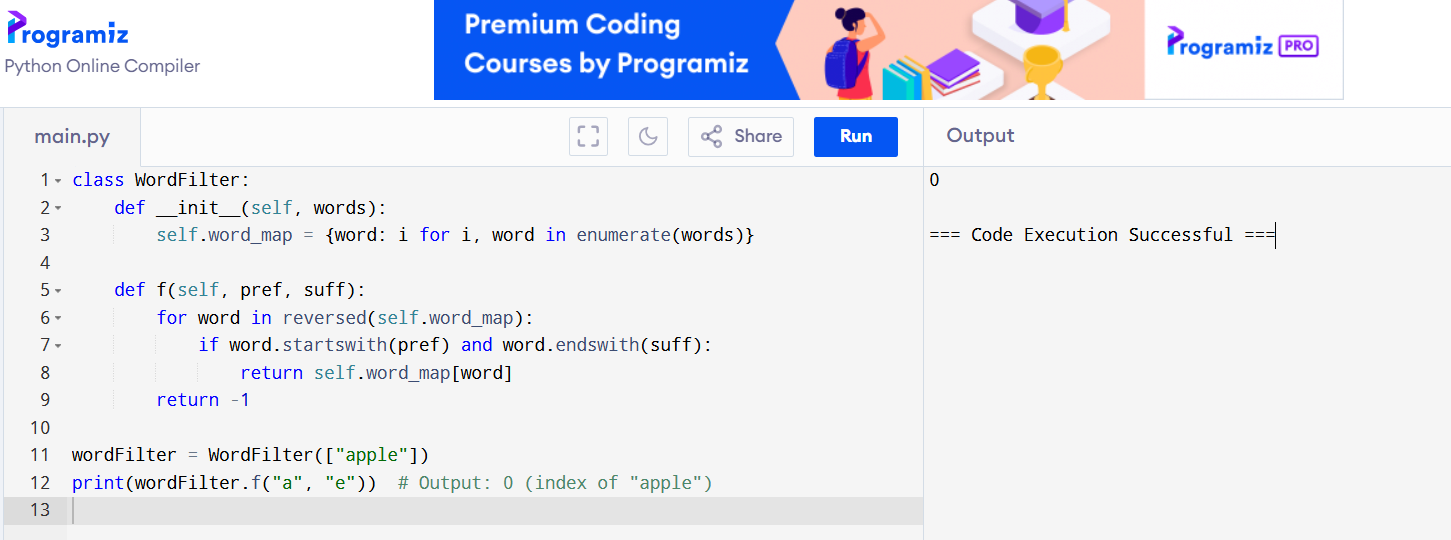 Programiz
Python Online Compiler
Premium Coding
Courses by Programiz
Programiz PRO
main.py
Share
Run
Output
1 class WordFilter:
2     def __init__(self, words):
3         self.word_map = {word: i for i, word in enumerate(words)}
4
5     def f(self, pref, suff):
6         for word in reversed(self.word_map):
7             if word.startswith(pref) and word.endswith(suff):
8                 return self.word_map[word]
9         return -1
10
11 wordFilter = WordFilter(["apple"])
12 print(wordFilter.f("a", "e"))  # Output: 0 (index of "apple")
13
0
=== Code Execution Successful ===